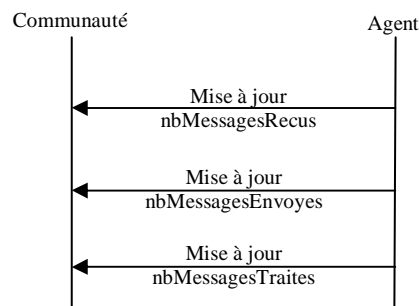 Communauté
Agent
Mise à jour
nbMessagesRecus
Mise à jour
nbMessagesEnvoyes
Mise à jour
nbMessagesTraites